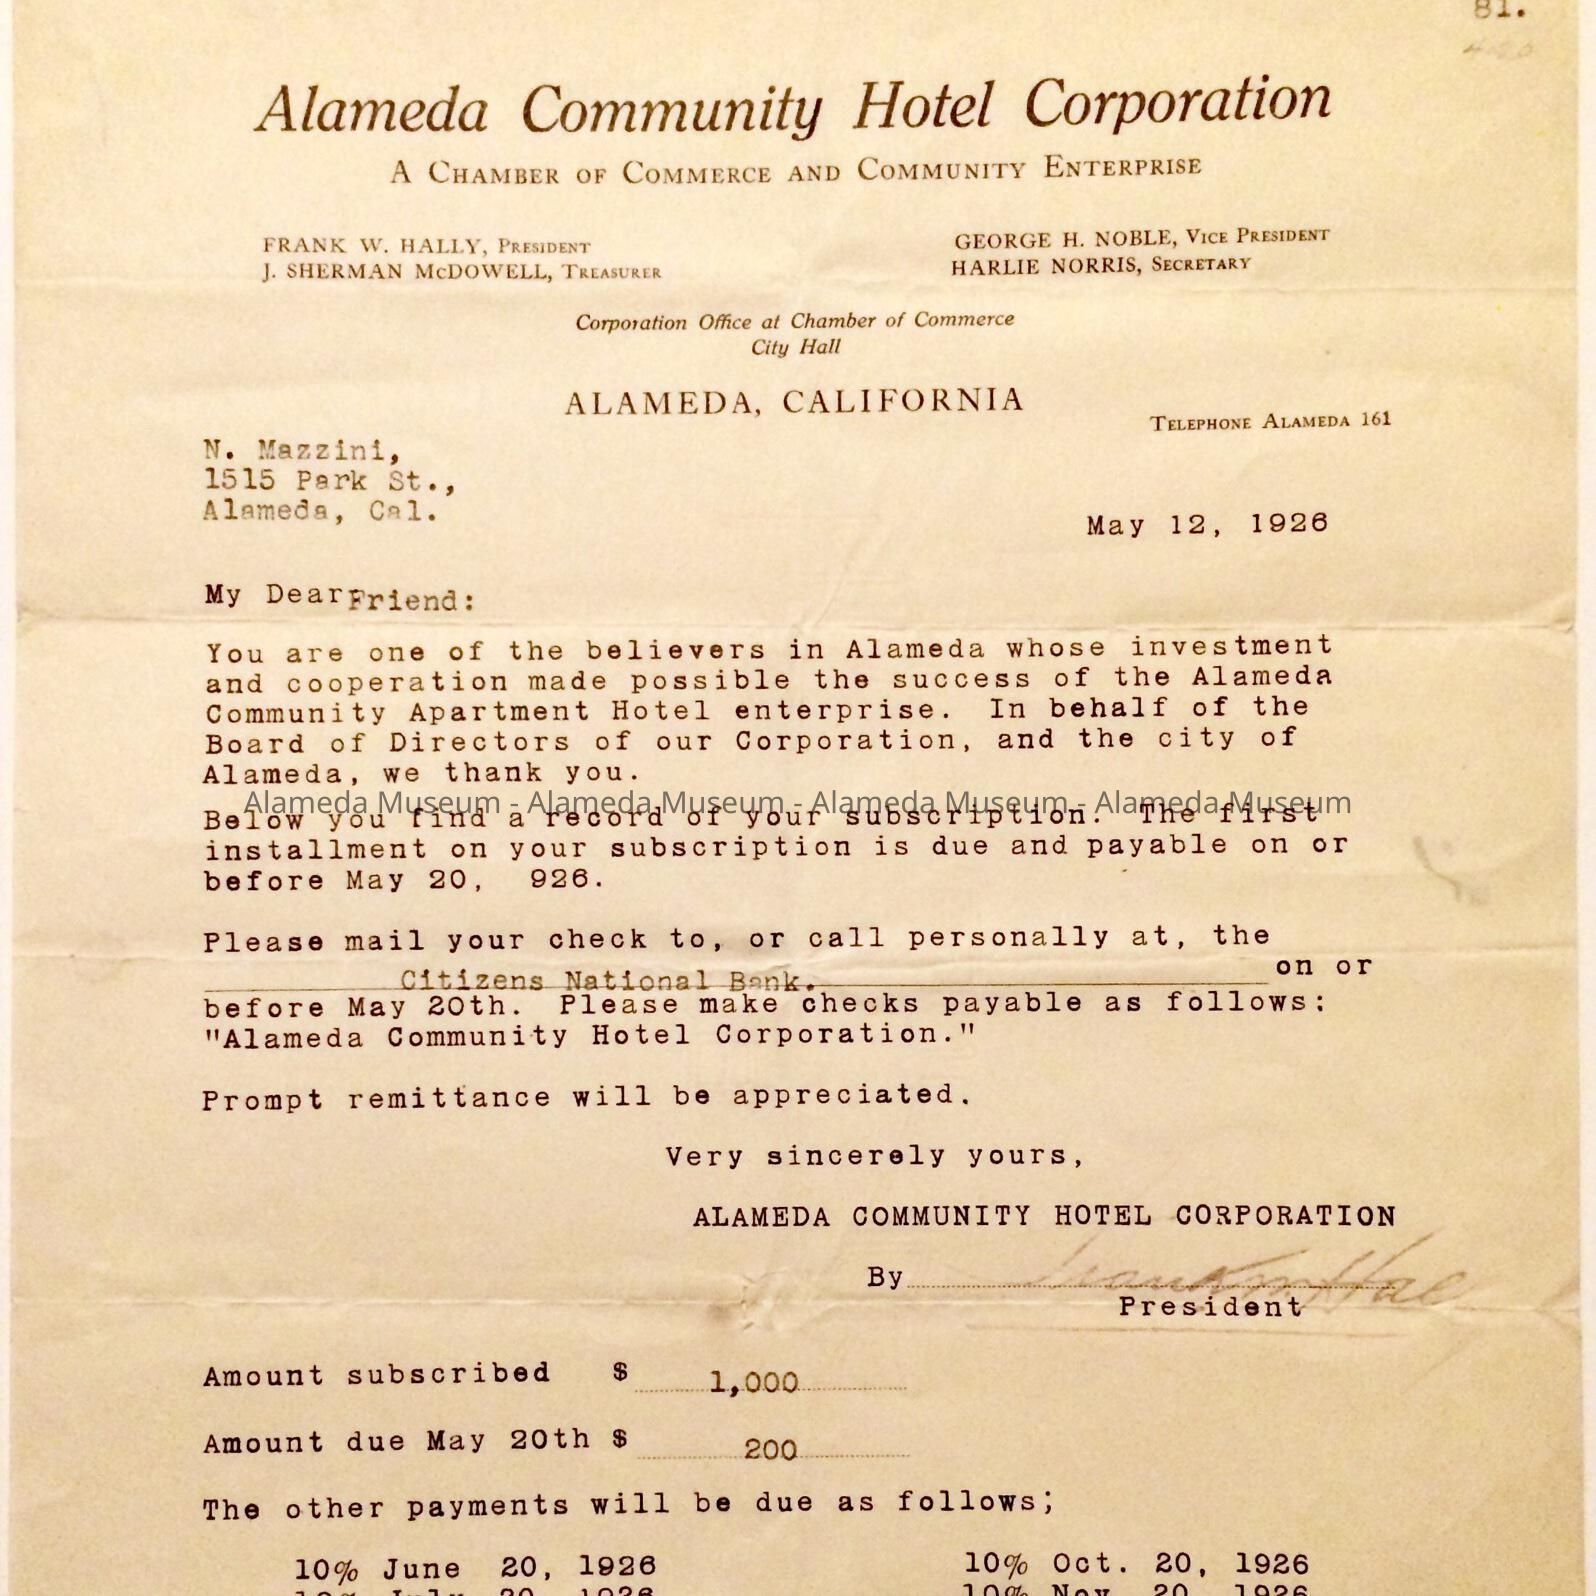 81.
Alameda Community Hotel Corporation
A CHAMBER OF COMMERCE AND COMMUNITY ENTERPRISE
FRANK W. HALLY, PRESIDENT
J. SHERMAN McDOWELL, TREASURER
GEORGE H. NOBLE, VICE PRESIDENT
HARLIE NORRIS, SECRETARY
Corporation Office at Chamber of Commerce
City Hall
ALAMEDA, CALIFORNIA
TELEPHONE ALAMEDA 161
N. Mazzini,
1515 Park St.,
Alameda, Cal.
May 12, 1926
My Dear Friend:
You are one of the believers in Alameda whose investment
and cooperation made possible the success of the Alameda
Community Apartment Hotel enterprise. In behalf of the
Board of Directors of our Corporation, and the city of
Alameda, we thank you.
Alameda Museum - Alameda Museum - Alameda Museum - Alameda Museum
Below you find a record of your subscription. The first
installment on your subscription is due and payable on or
before May 20, 926.
Please mail your check to, or call personally at, the
Citizens National Bank. on or
before May 20th. Please make checks payable as follows:
"Alameda Community Hotel Corporation."
Prompt remittance will be appreciated.
Very sincerely yours,
ALAMEDA COMMUNITY HOTEL CORPORATION
By
President
Amount subscribed $ 1,000
Amount due May 20th $ 200
The other payments will be due as follows;
10% June 20, 1926
10% Oct. 20, 1926
10% July 20, 1926
10% Nov. 20, 1926